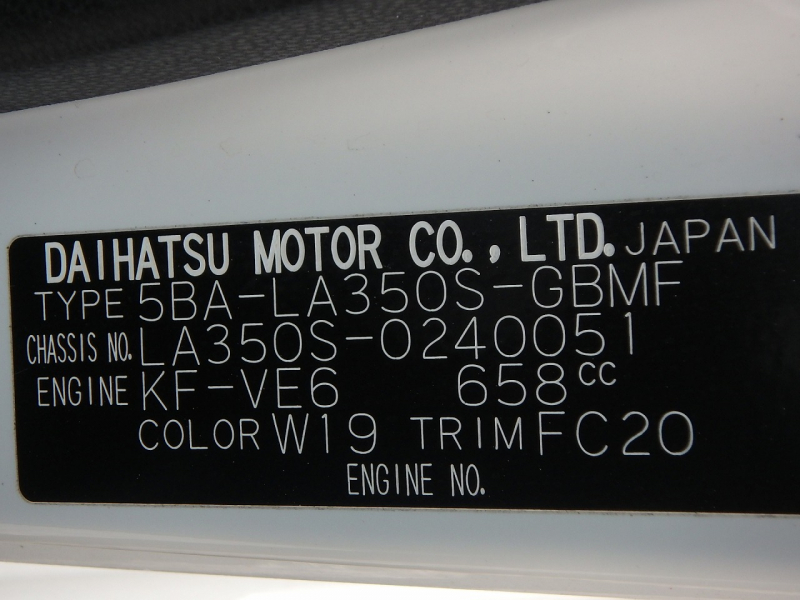 DAIHATSU MOTOR CO., LTD. JAPAN
TYPE 5BA-LA350S-GBMF
CHASSIS NO. LA350S-0240051
ENGINE KF-VE6 658CC
COLOR W19 TRIM FC20
ENGINE NO.